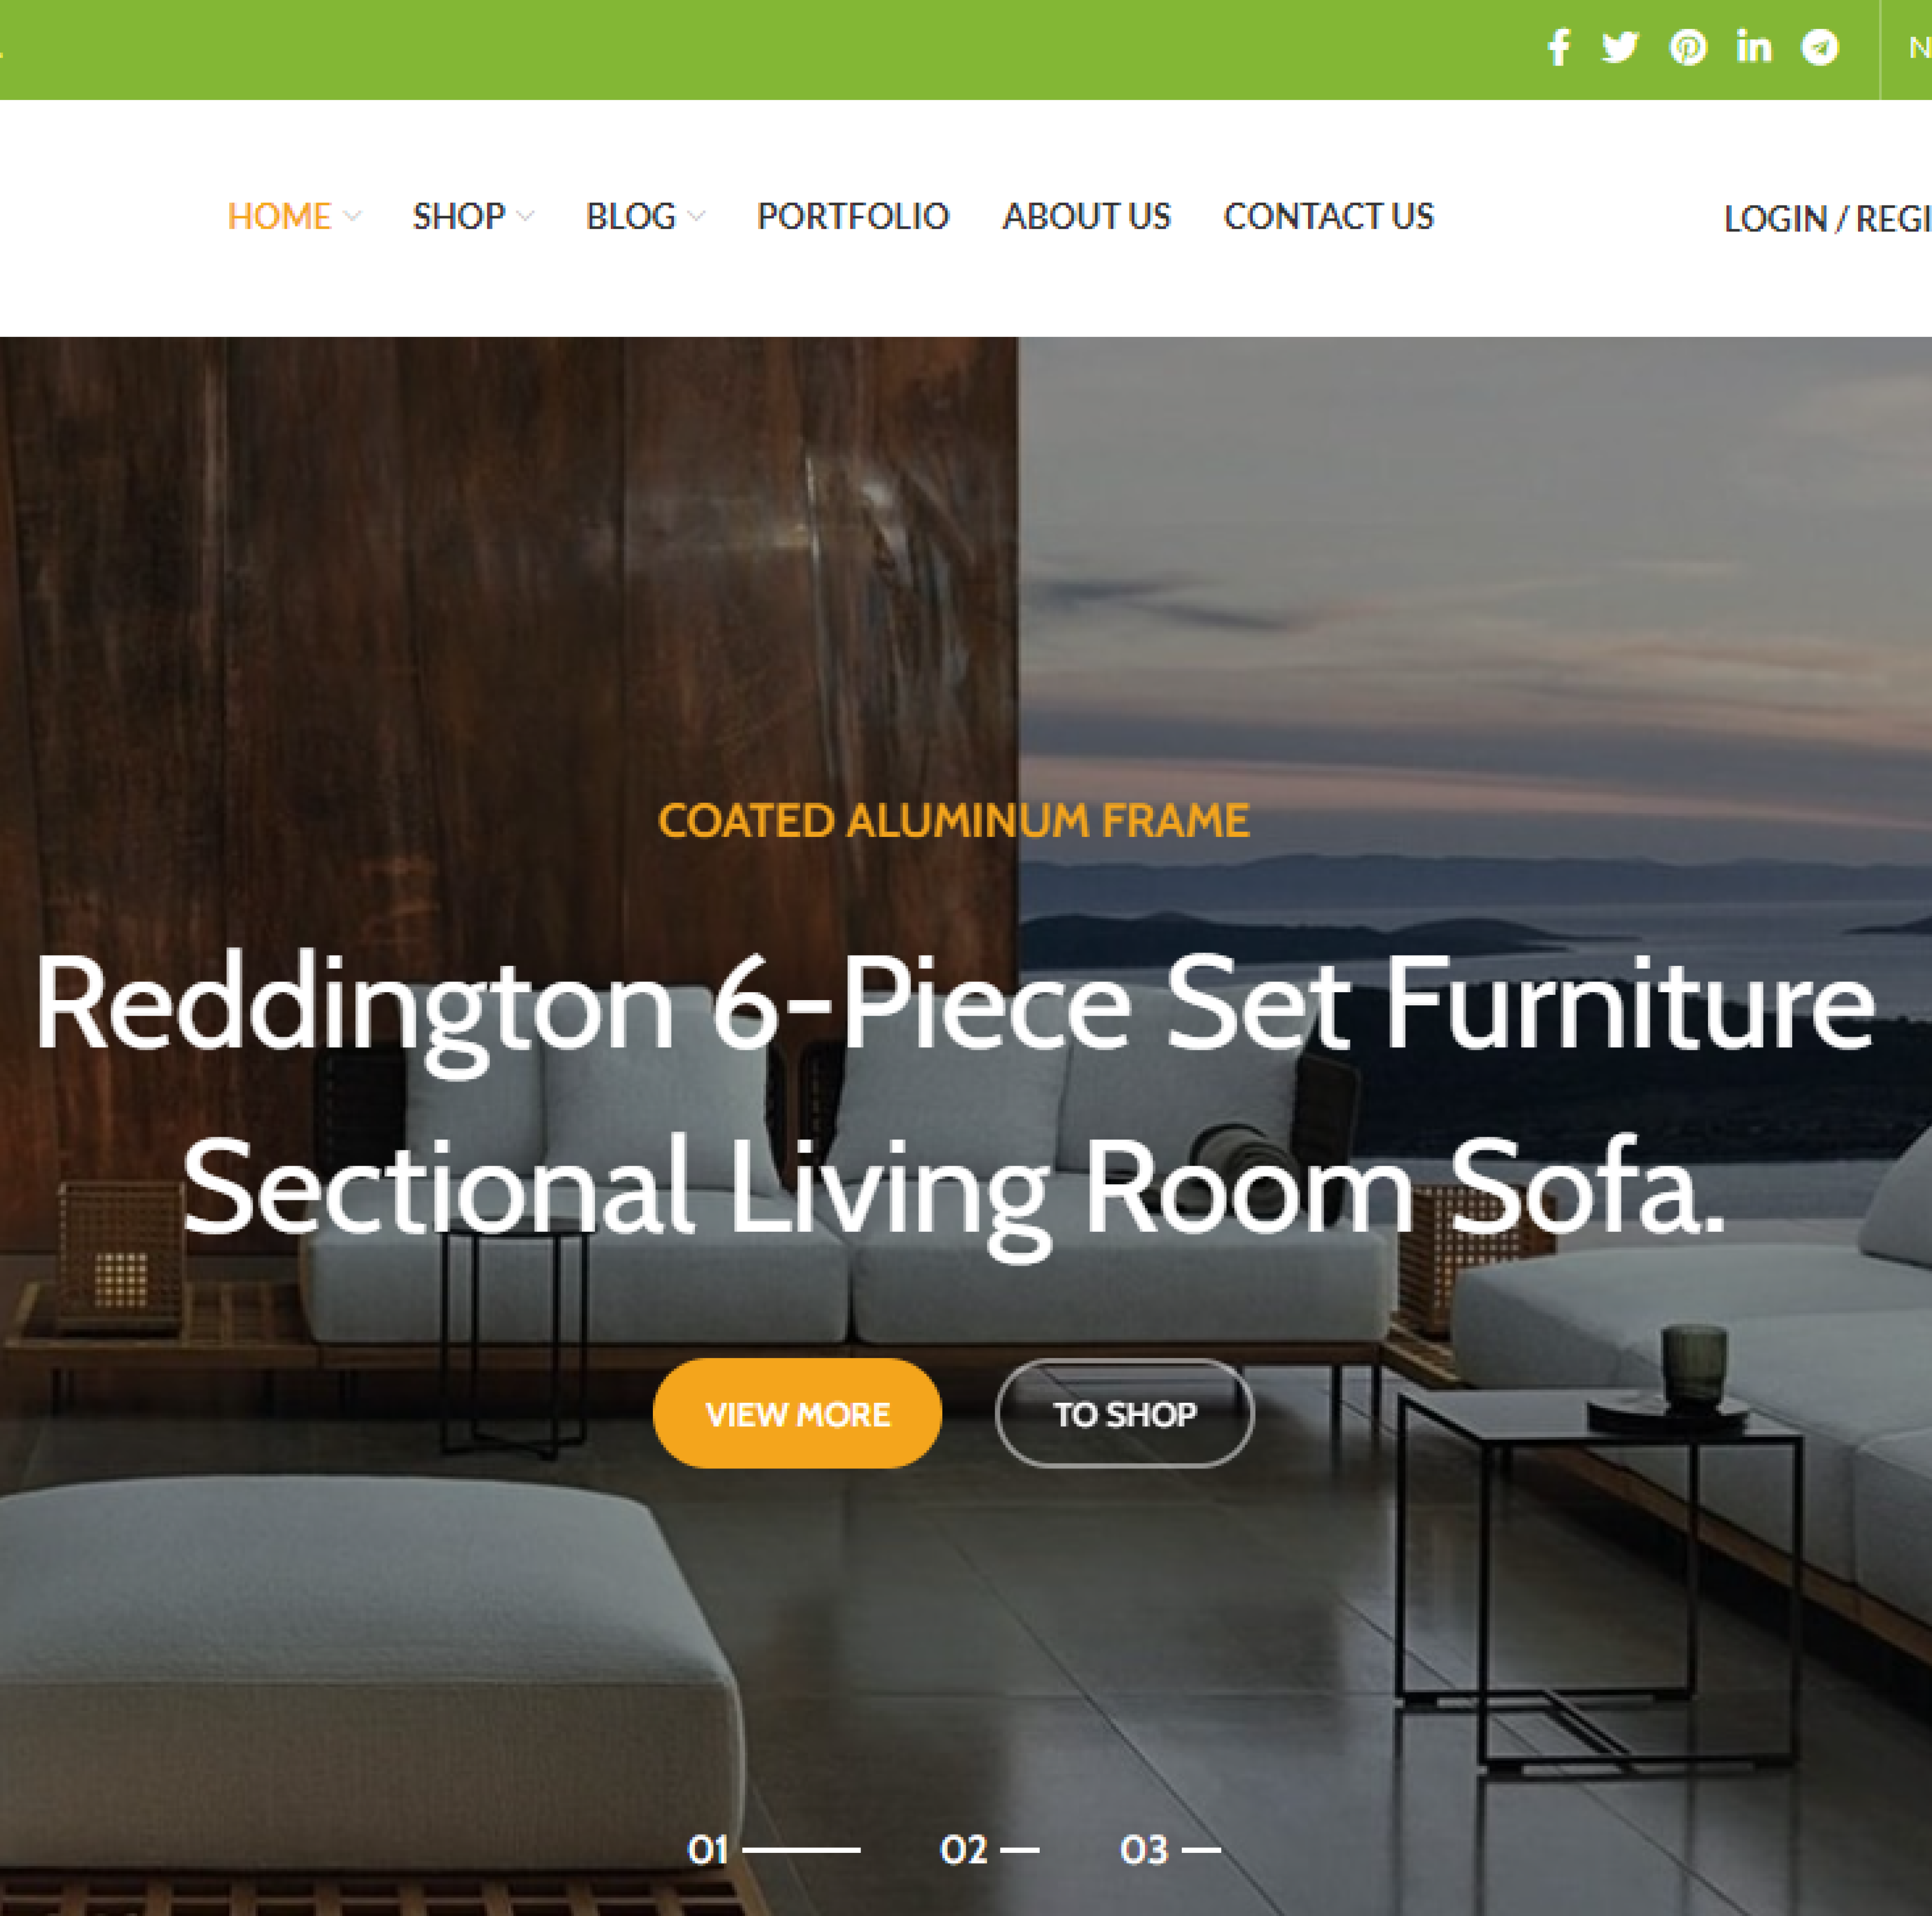 HOME SHOP BLOG PORTFOLIO ABOUT US CONTACT US LOGIN /
COATED ALUMINUM FRAME
Reddington 6-Piece Set Furniture
Sectional Living Room Sofa.
VIEW MORE TO SHOP
01 02 03